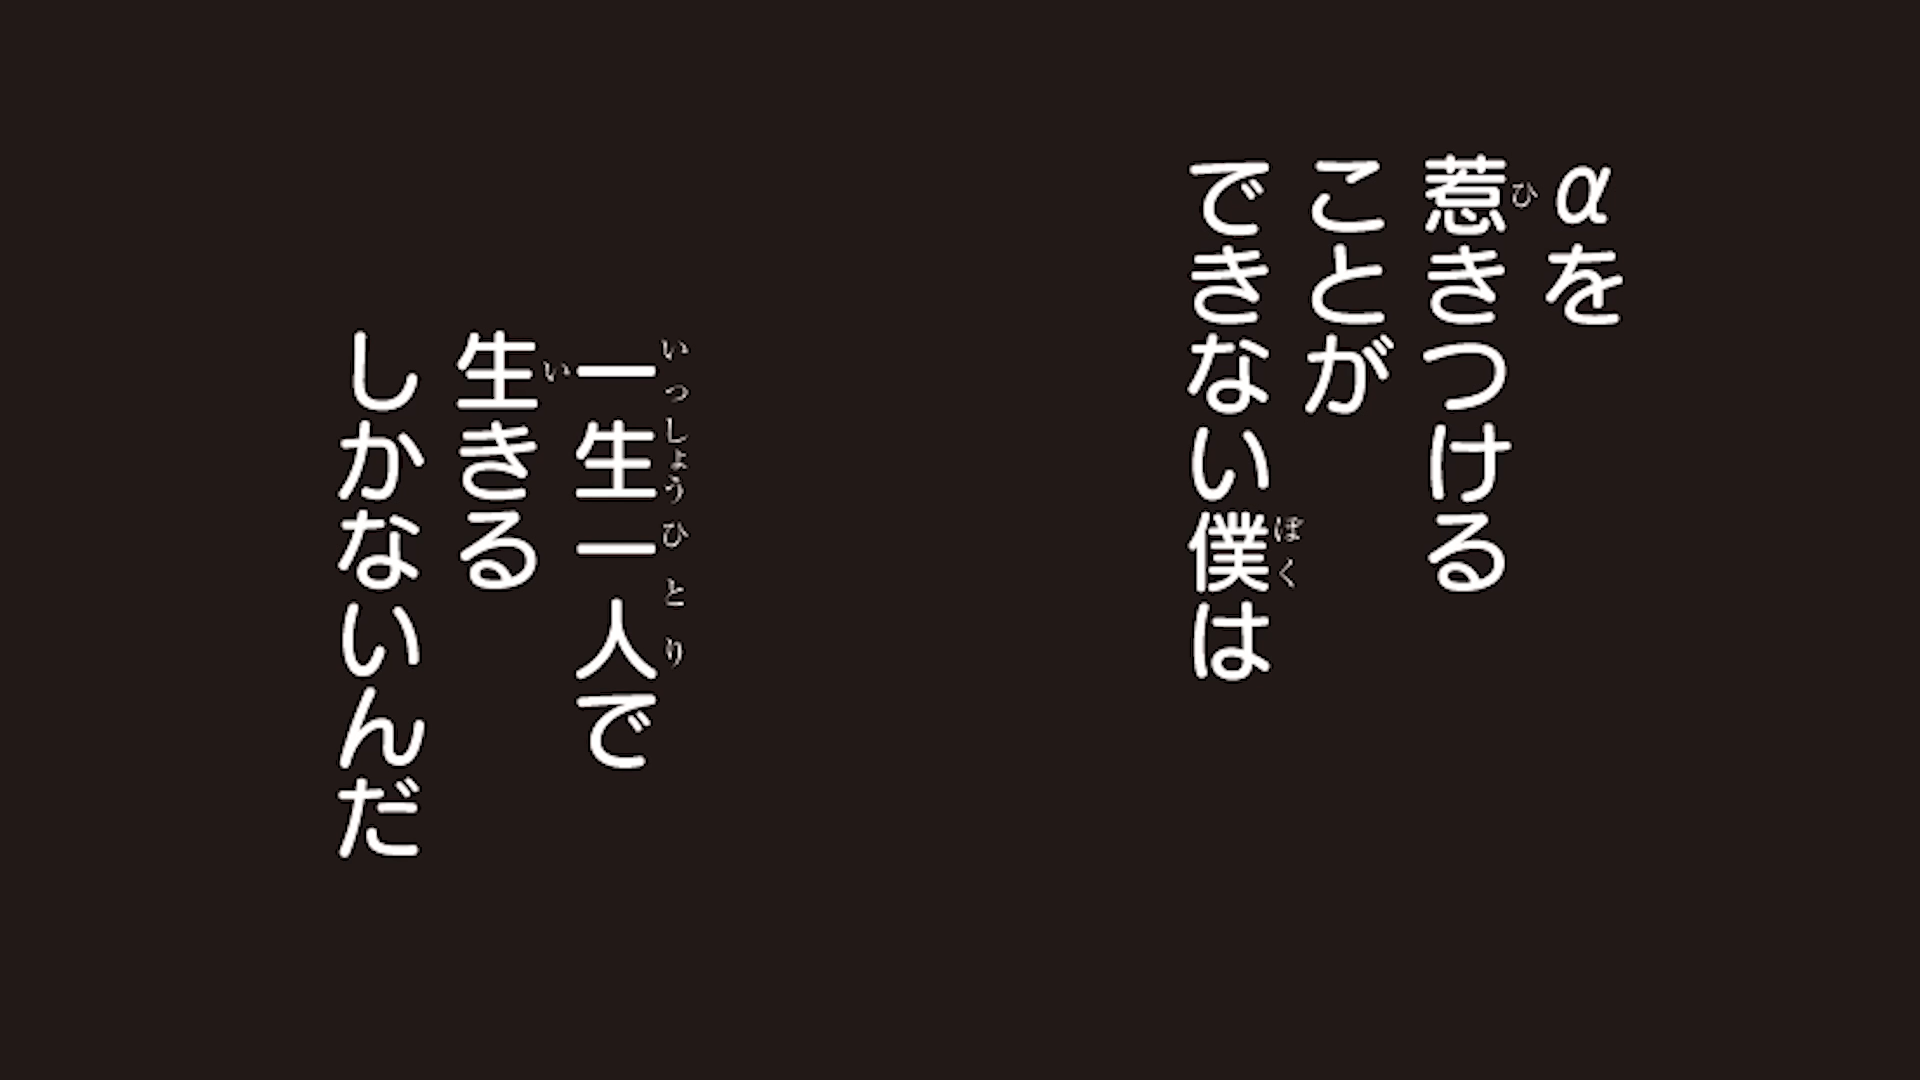 αを
惹きつける
ことが
できない僕は
一生一人で
生きる
しかないんだ